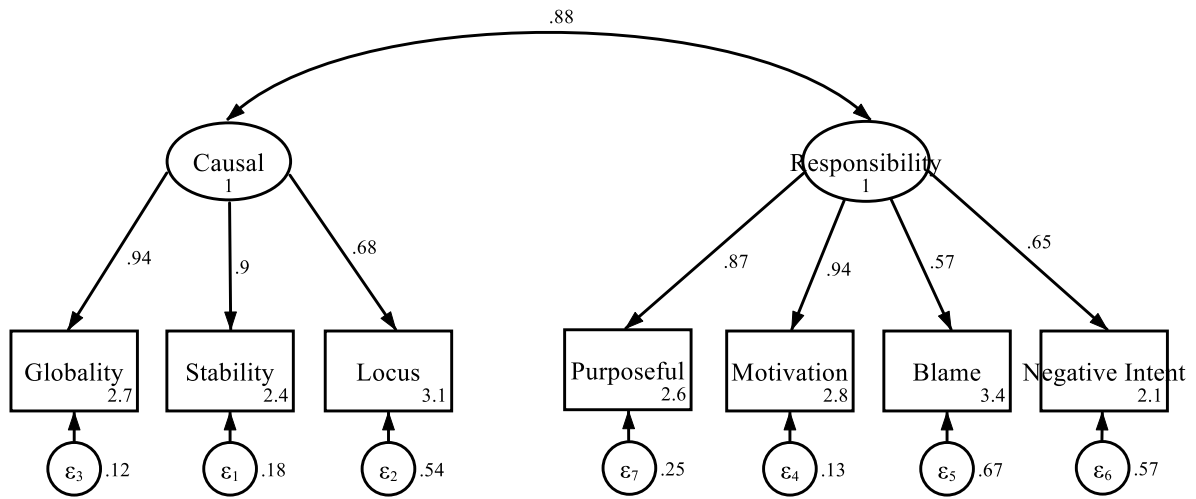 .88
Causal
1
Responsibility
1
.94
.9
.68
.87
.94
.57
.65
Globality
2.7
Stability
2.4
Locus
3.1
Purposeful
2.6
Motivation
2.8
Blame
3.4
Negative Intent
2.1
ε3 .12
ε1 .18
ε2 .54
ε7 .25
ε4 .13
ε5 .67
ε6 .57